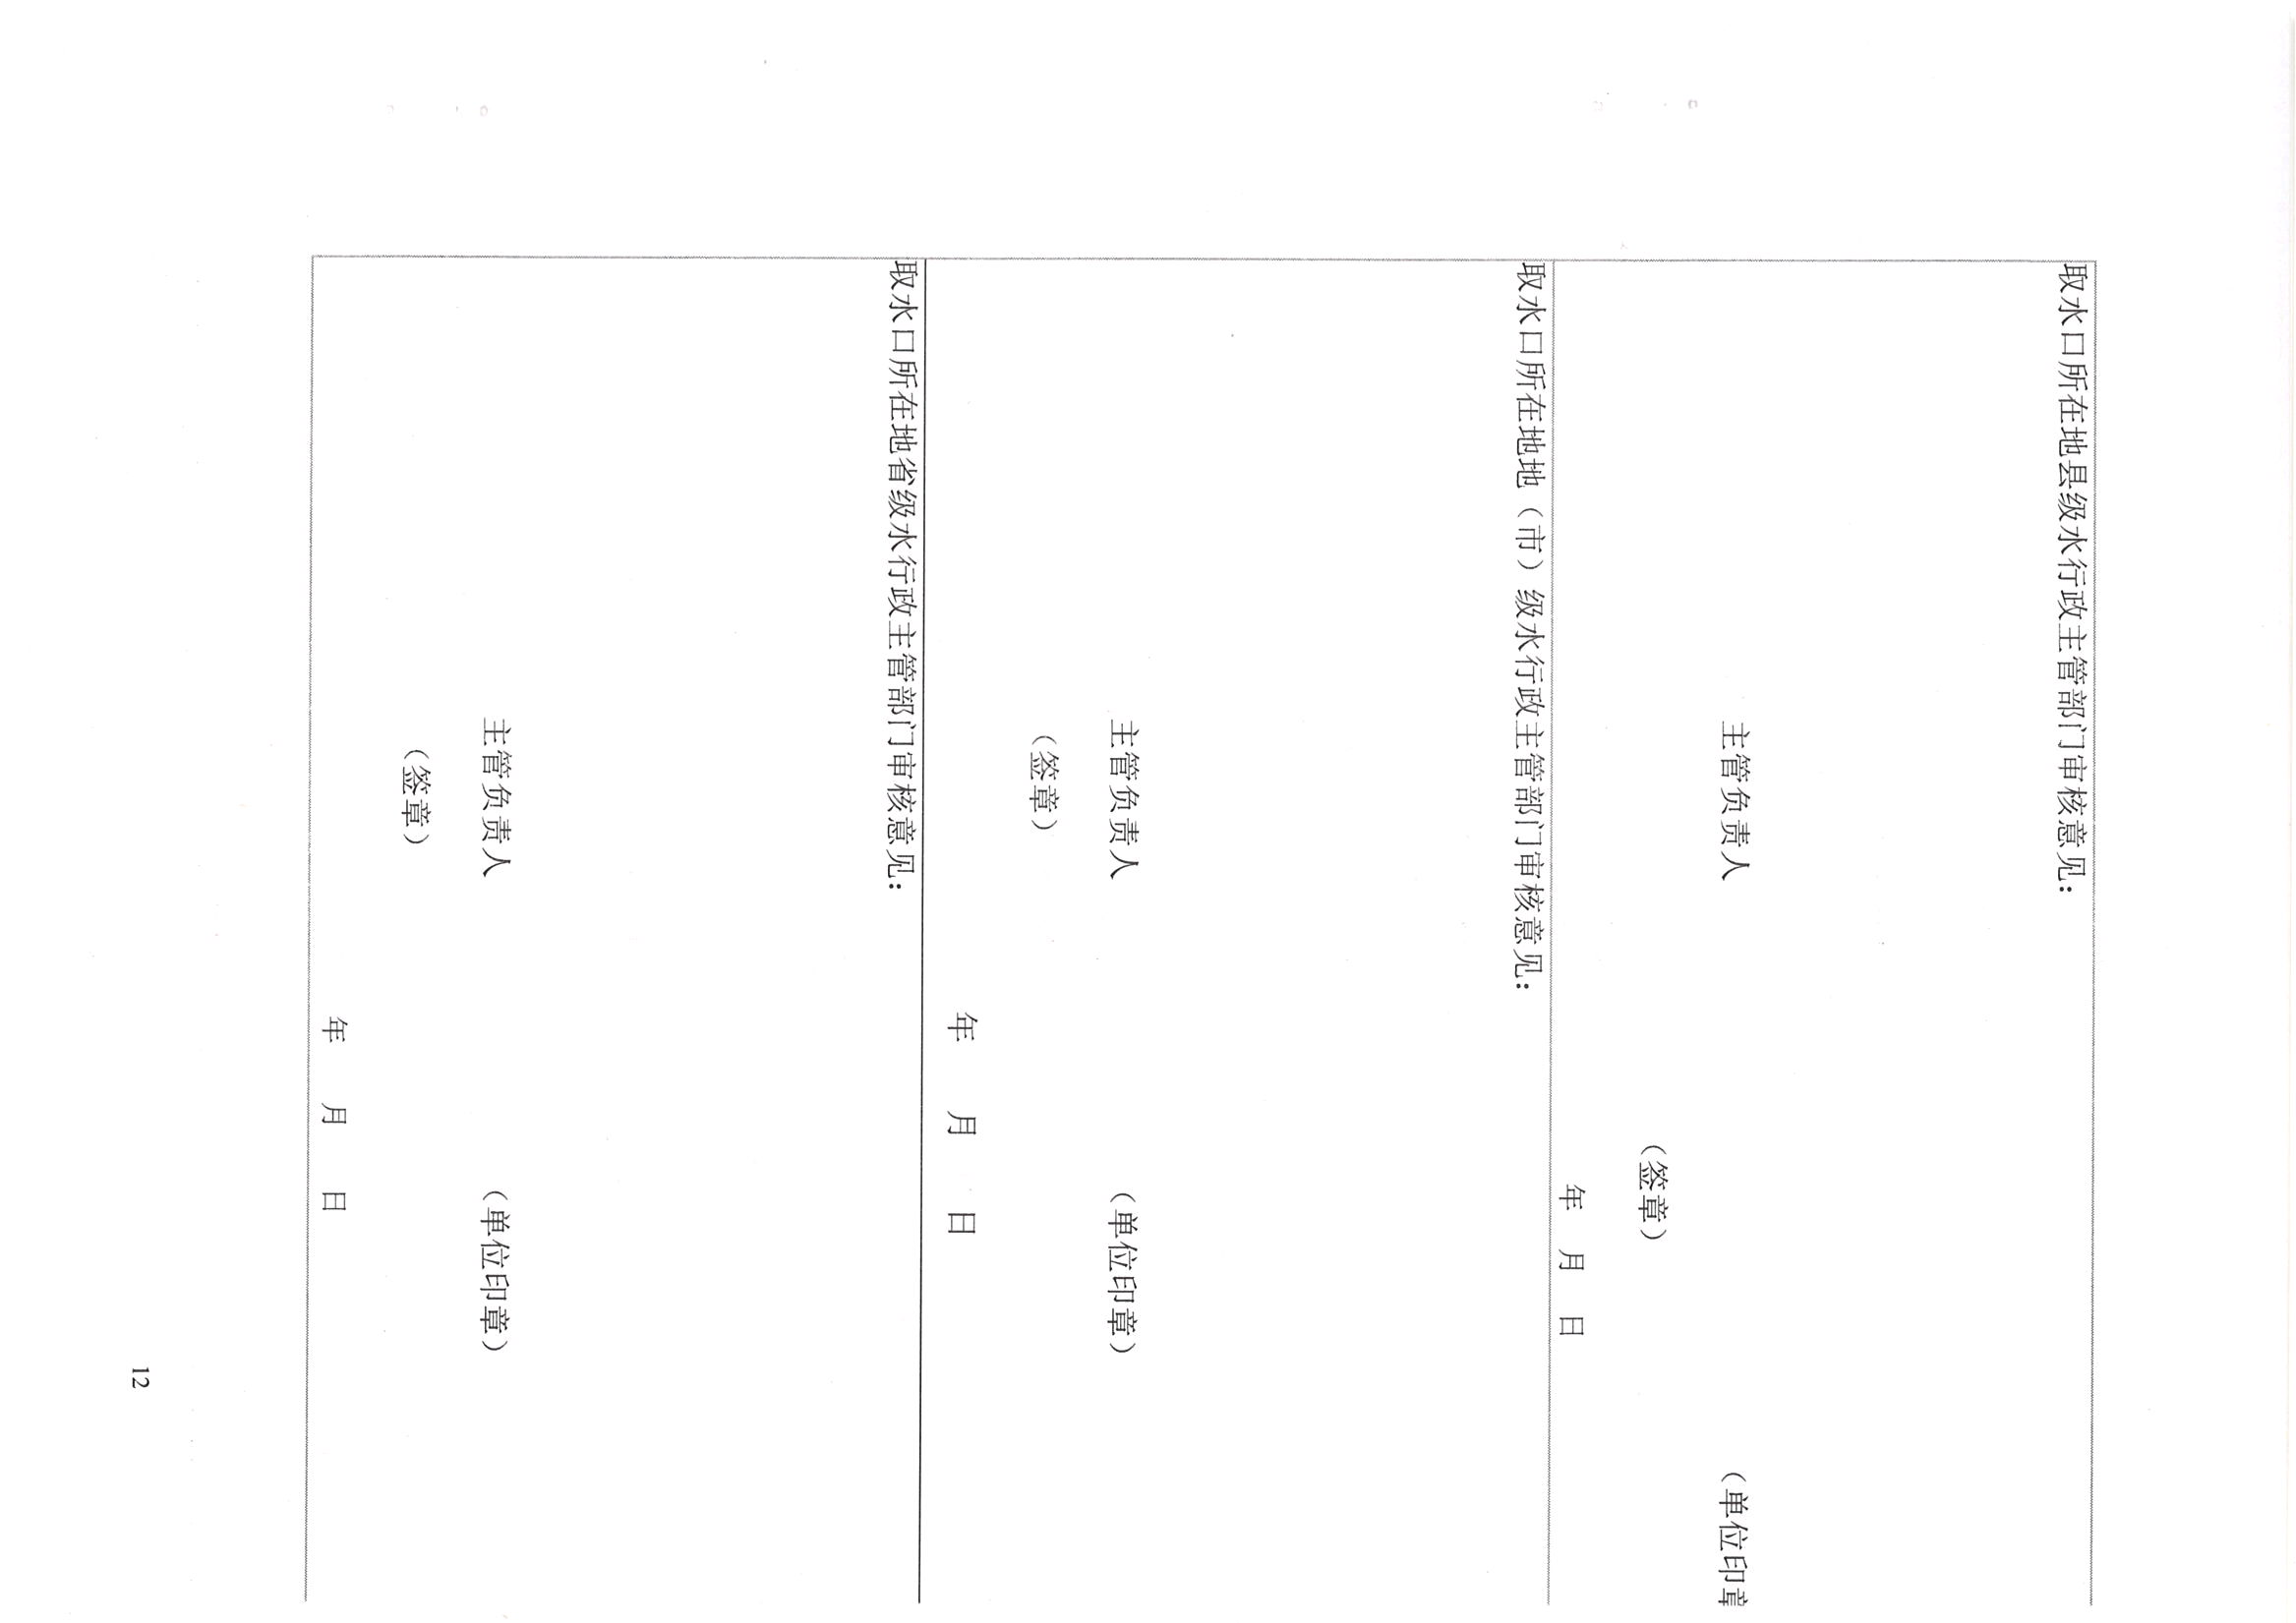 取水口所在地县级水行政主管部门审核意见：
主管负责人 （单位印章
（签章）
年 月 日
取水口所在地地（市）级水行政主管部门审核意见：
主管负责人 （单位印章）
（签章）
年 月 日
取水口所在地省级水行政主管部门审核意见：
主管负责人 （单位印章）
（签章）
年 月 日
12